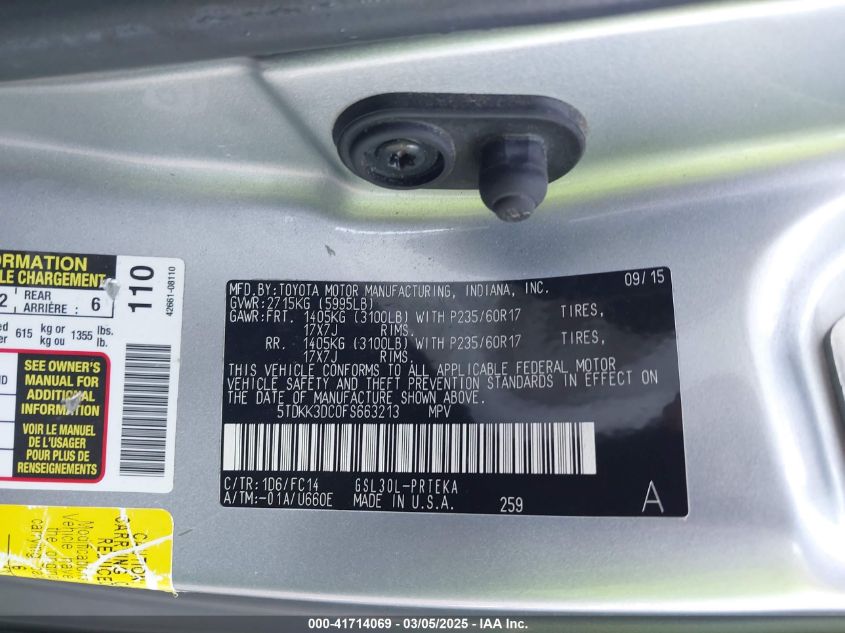 MFD.BY:TOYOTA MOTOR MANUFACTURING, INDIANA, INC. 09/15
GVWR:2715KG (5995LB)
GAWR:FRT. 1405KG (3100LB) WITH P235/60R17 TIRES,
17X7J RIMS.
RR. 1405KG (3100LB) WITH P235/60R17 TIRES,
17X7J RIMS.
THIS VEHICLE CONFORMS TO ALL APPLICABLE FEDERAL MOTOR
VEHICLE SAFETY AND THEFT PREVENTION STANDARDS IN EFFECT ON
THE DATE OF MANUFACTURE SHOWN ABOVE.
5TDKK3DC0FS663213 MPV
C/TR:1D6/FC14 GSL30L-PRTEKA
A/TM:-01A/U660E MADE IN U.S.A. 259 A
ORMATION
LE CHARGEMENT
2 REAR
ARRIÈRE : 6
615 kg or
kg ou 1355 lbs.
lb.
SEE OWNER'S
MANUAL FOR
ADDITIONAL
INFORMATION
VOIR LE MANUEL
DE L'USAGER
POUR PLUS DE
RENSEIGNEMENTS
110
42661-08110
000-41714069 — 03/05/2025 — IAA Inc.